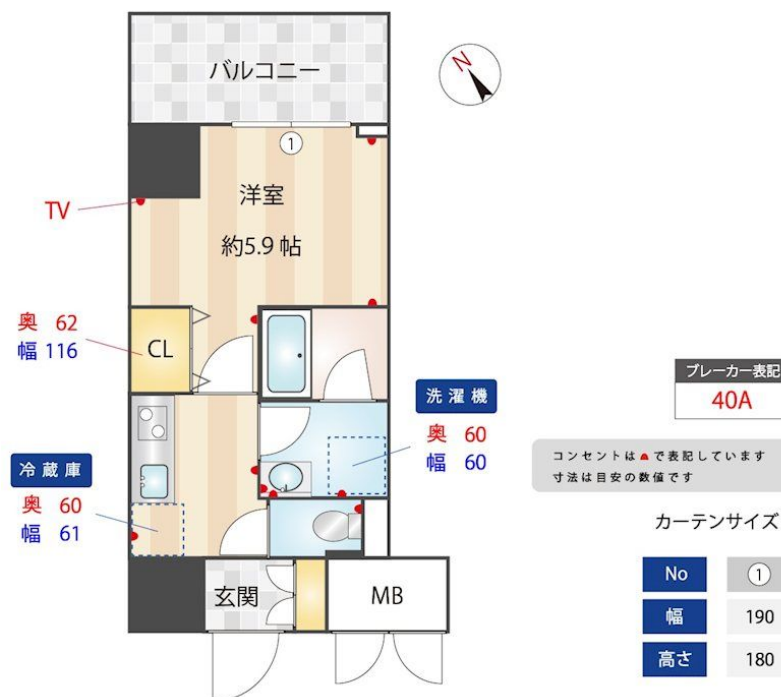 バルコニー
N
①
洋室
約5.9 帖
TV
奥 62
幅 116
CL
洗濯機
奥 60
幅 60
冷蔵庫
奥 60
幅 61
玄関
MB
ブレーカー表記
40A
コンセントは で表記しています
寸法は目安の数値です
カーテンサイズ
No ①
幅 190
高さ 180